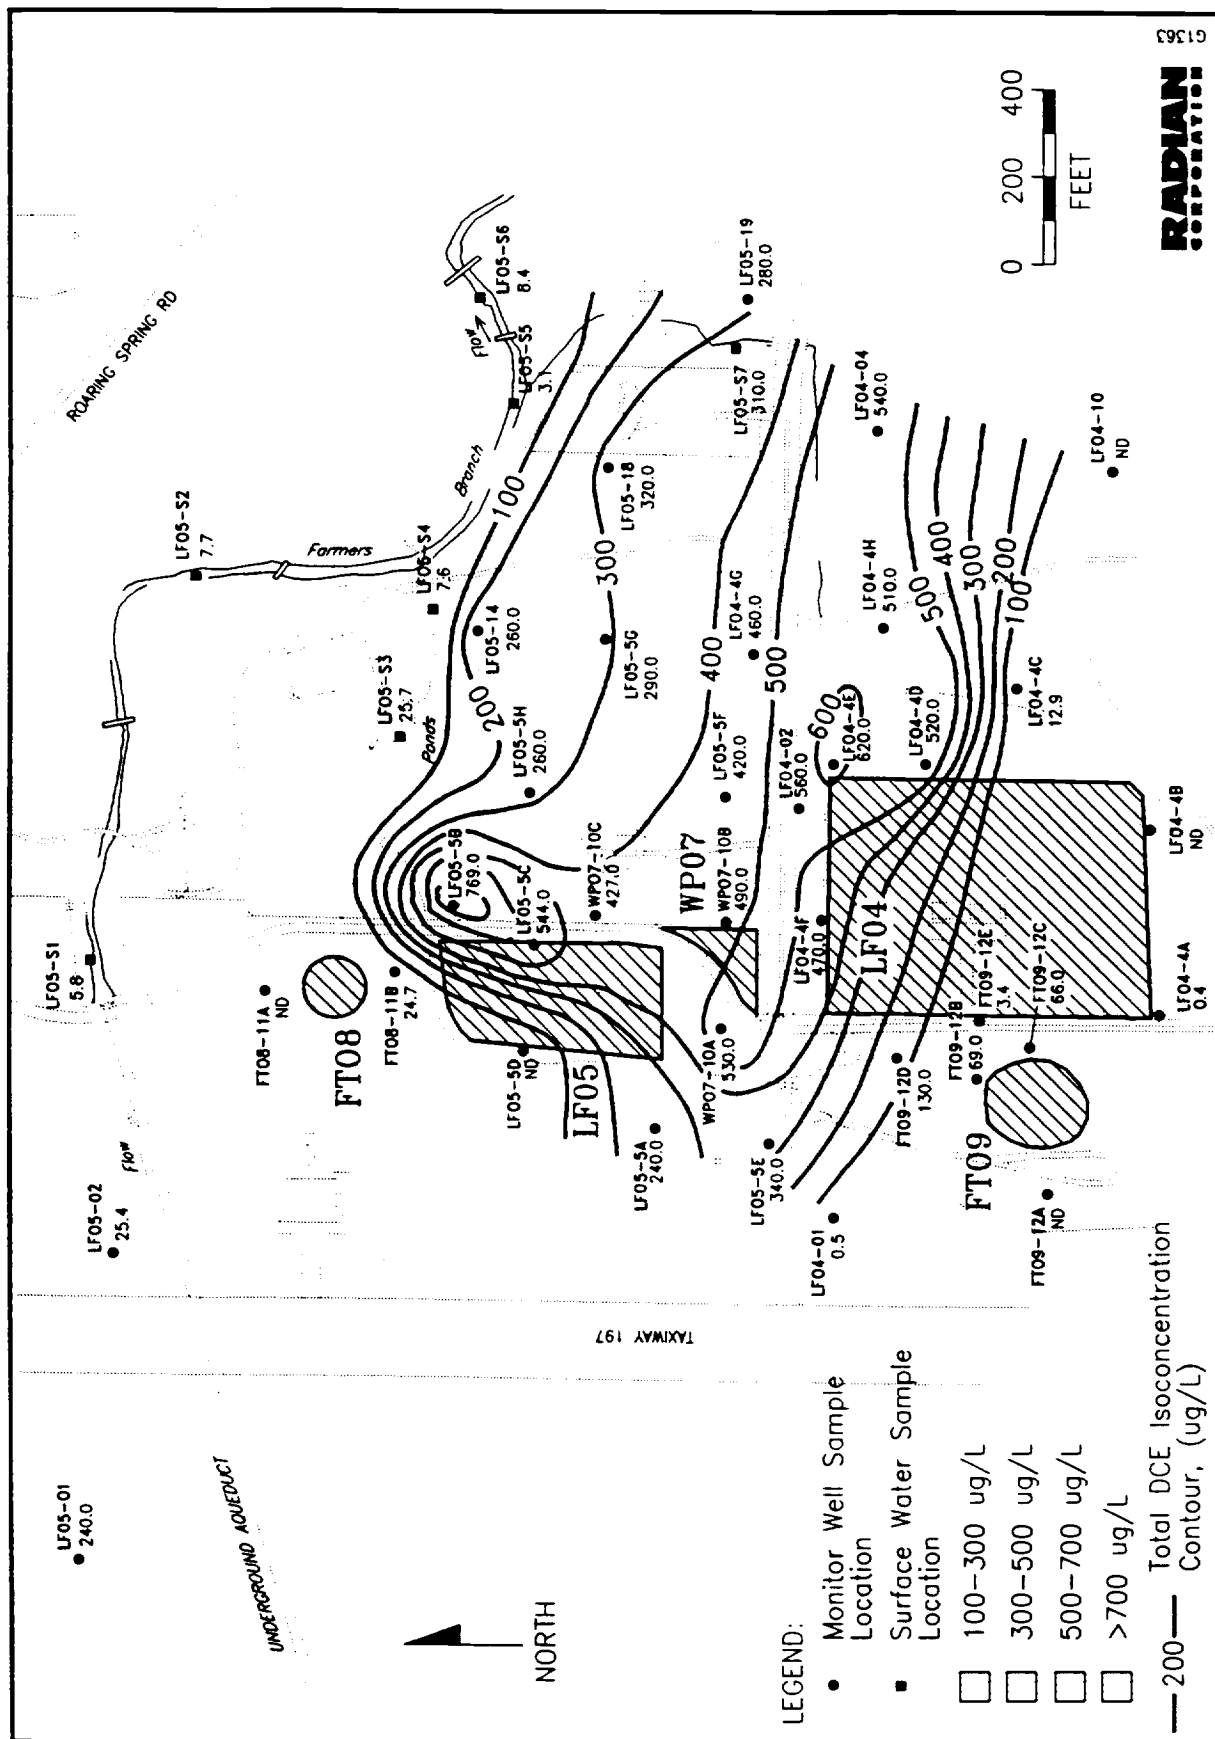 LF05-01
240.0
UNDERGROUND AQUEDUCT
NORTH
LF05-02
25.4
Flow
LF05-S1
5.8
FT08-11A
ND
FT08
FT08-11B
24.7
LF05-S2
7.7
ROARING SPRING RD
Farmers
Branch
LF05-S3
25.7
Ponds
LF05-S4
7.6
LF05-S5
3.1
Flow
LF05-S6
8.4
LF05-14
260.0
LF05-5H
260.0
LF05-5B
769.0
LF05-5C
544.0
LF05-5D
ND
LF05
LF05-5A
240.0
WP07-10C
427.0
LF05-5G
290.0
LF05-18
320.0
LF05-19
280.0
LF05-S7
310.0
100
200
300
400
500
600
WP07
WP07-10B
490.0
WP07-10A
530.0
LF05-5F
420.0
LF04-4G
460.0
LF04-02
560.0
LF04-4E
620.0
LF04-4F
470.0
LF04
LF04-4D
520.0
LF04-4H
510.0
LF04-04
540.0
500
400
300
200
100
LF04-10
ND
LF04-4C
12.9
LF04-4B
ND
LF04-4A
0.4
LF05-5E
340.0
LF04-01
0.5
FT09-12D
130.0
FT09-12B
69.0
FT09-12E
3.4
FT09-12C
66.0
FT09
FT09-12A
ND
TAXIWAY 197
LEGEND:
Monitor Well Sample
Location
Surface Water Sample
Location
100-300 ug/L
300-500 ug/L
500-700 ug/L
>700 ug/L
200
Total DCE Isoconcentration
Contour, (ug/L)
0 200 400
FEET
RADIAN
CORPORATION
G1363